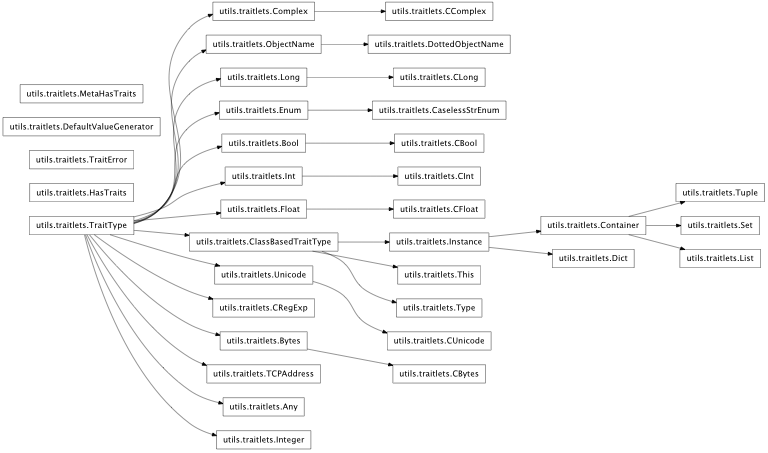 utils.traitlets.Complex
utils.traitlets.CComplex
utils.traitlets.ObjectName
utils.traitlets.DottedObjectName
utils.traitlets.Long
utils.traitlets.CLong
utils.traitlets.MetaHasTraits
utils.traitlets.Enum
utils.traitlets.CaselessStrEnum
utils.traitlets.DefaultValueGenerator
utils.traitlets.Bool
utils.traitlets.CBool
utils.traitlets.TraitError
utils.traitlets.Int
utils.traitlets.CInt
utils.traitlets.HasTraits
utils.traitlets.Tuple
utils.traitlets.Float
utils.traitlets.CFloat
utils.traitlets.TraitType
utils.traitlets.Container
utils.traitlets.Set
utils.traitlets.ClassBasedTraitType
utils.traitlets.Instance
utils.traitlets.Dict
utils.traitlets.List
utils.traitlets.Unicode
utils.traitlets.This
utils.traitlets.CRegExp
utils.traitlets.Type
utils.traitlets.Bytes
utils.traitlets.CUnicode
utils.traitlets.TCPAddress
utils.traitlets.CBytes
utils.traitlets.Any
utils.traitlets.Integer